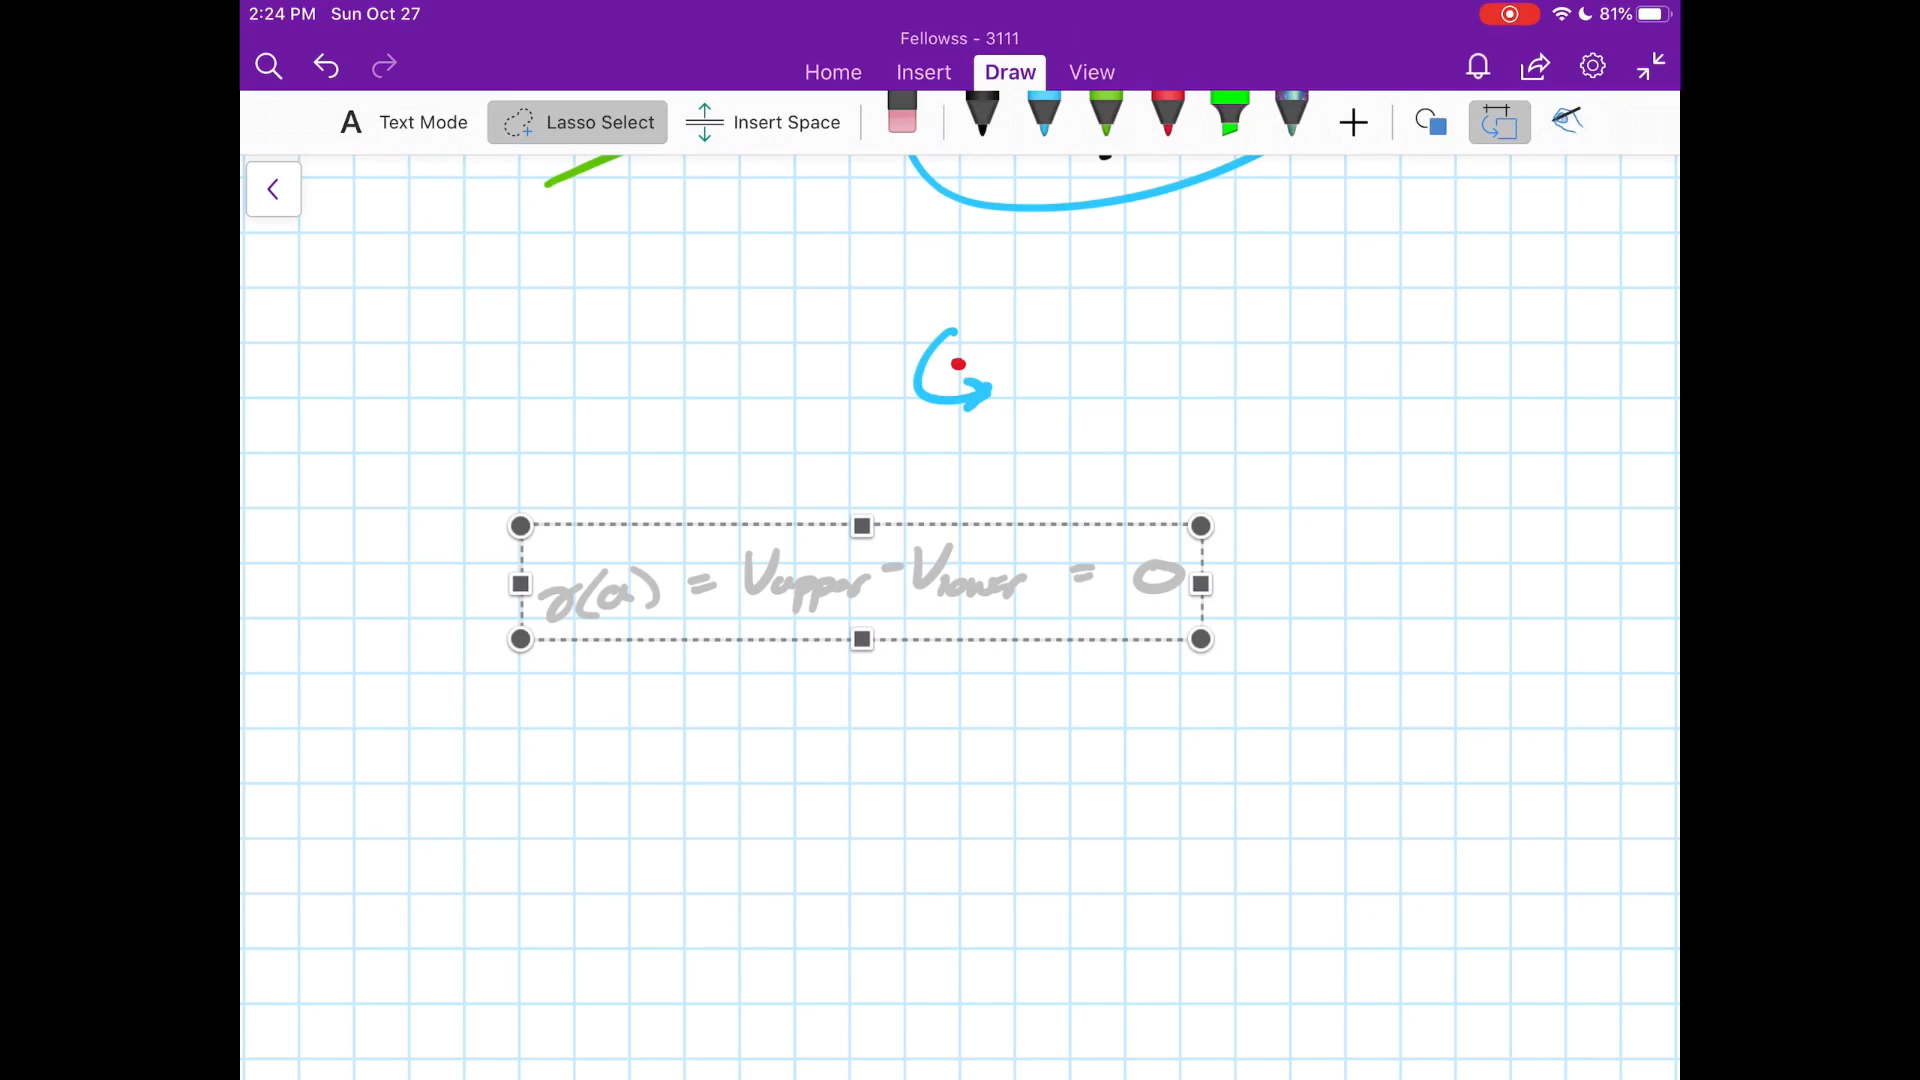 2:24 PM Sun Oct 27 81%
Fellowss - 3111
Home Insert Draw View
A Text Mode Lasso Select Insert Space
γ(a) = Vupper - Vlower = 0